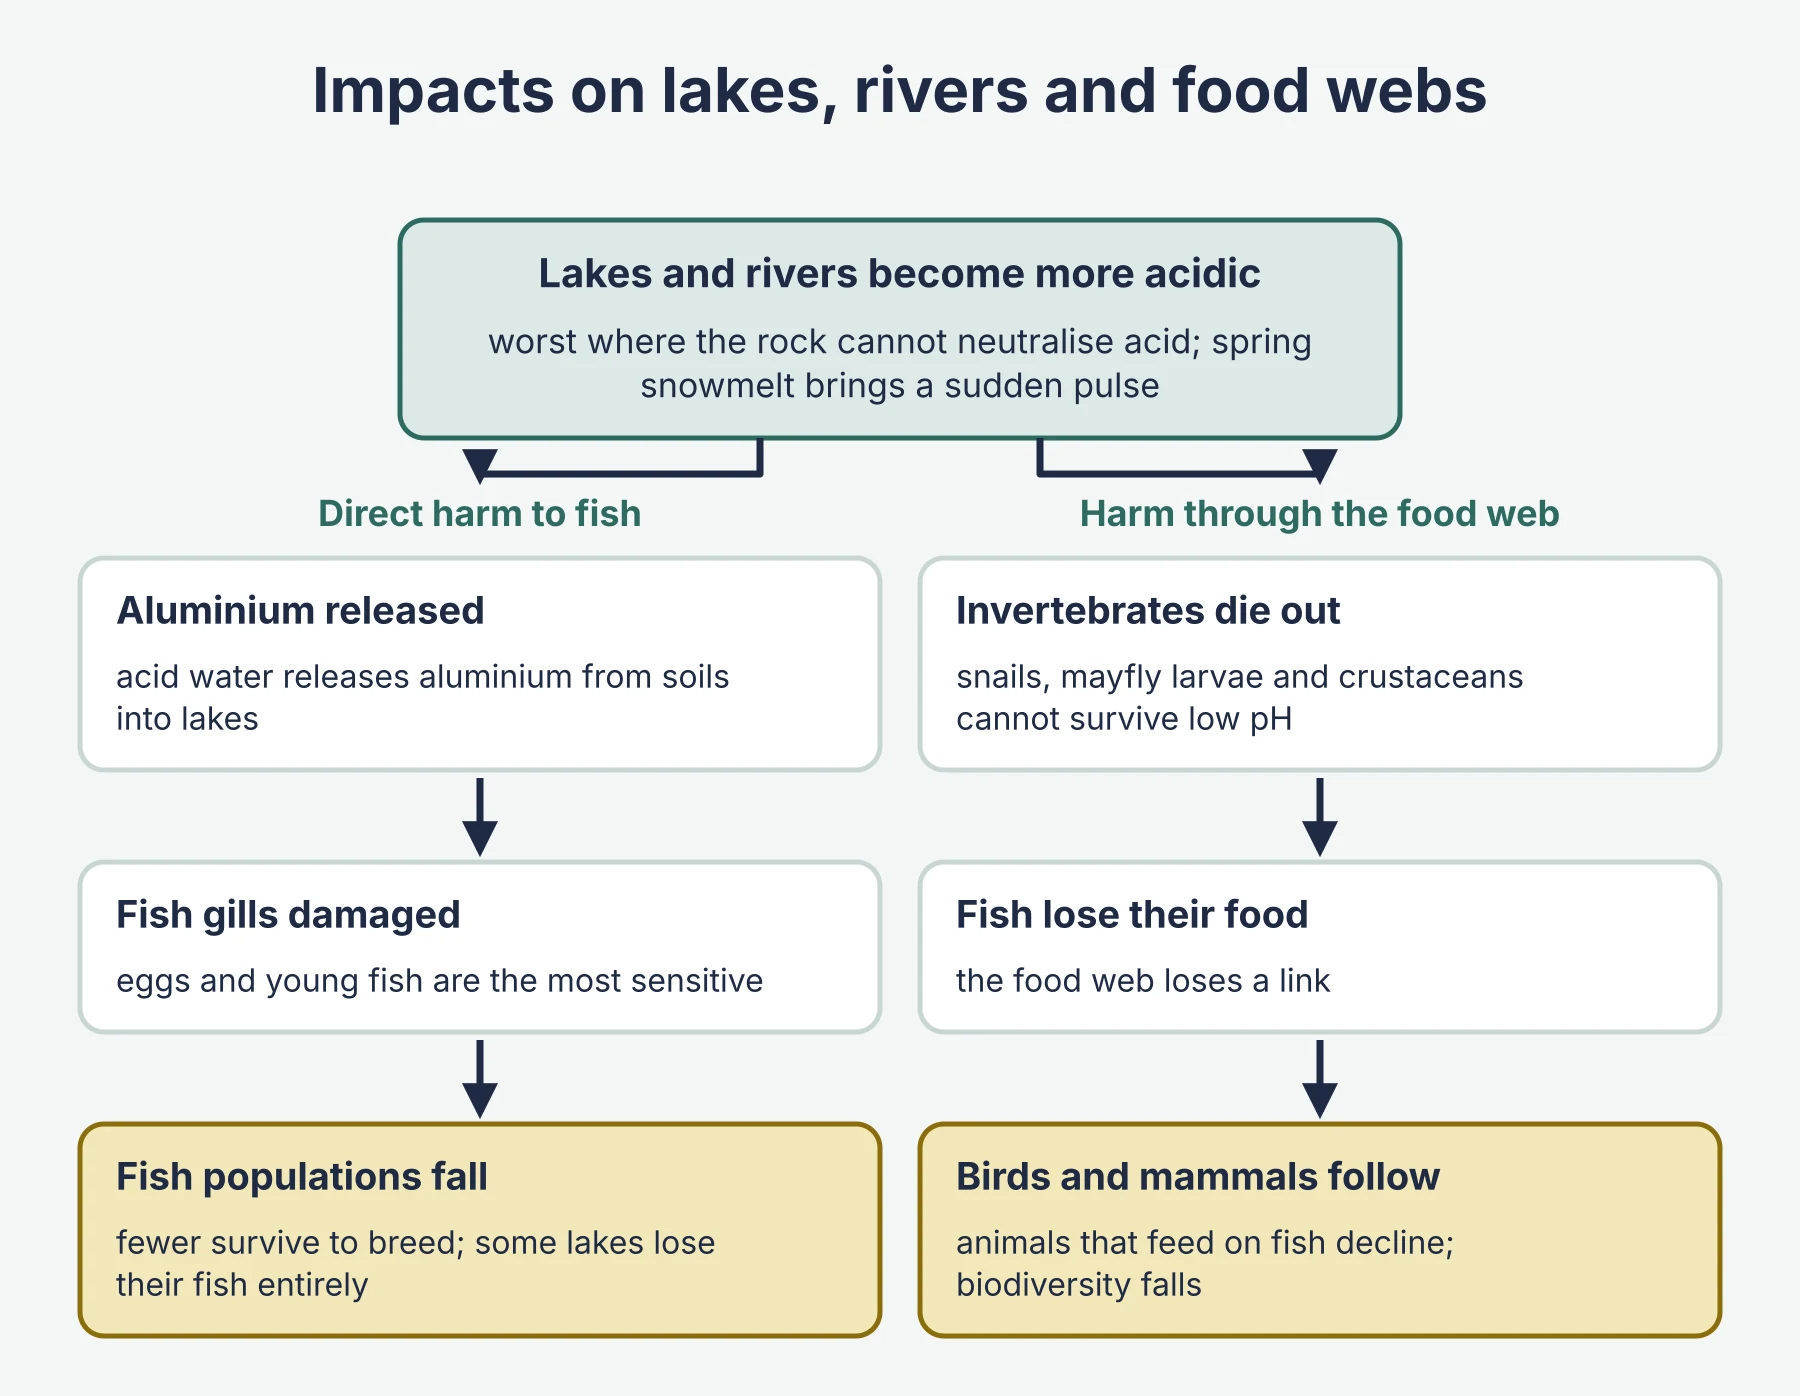 Impacts on lakes, rivers and food webs
Lakes and rivers become more acidic
worst where the rock cannot neutralise acid; spring
snowmelt brings a sudden pulse
Direct harm to fish
Aluminium released
acid water releases aluminium from soils
into lakes
Fish gills damaged
eggs and young fish are the most sensitive
Fish populations fall
fewer survive to breed; some lakes lose
their fish entirely
Harm through the food web
Invertebrates die out
snails, mayfly larvae and crustaceans
cannot survive low pH
Fish lose their food
the food web loses a link
Birds and mammals follow
animals that feed on fish decline;
biodiversity falls